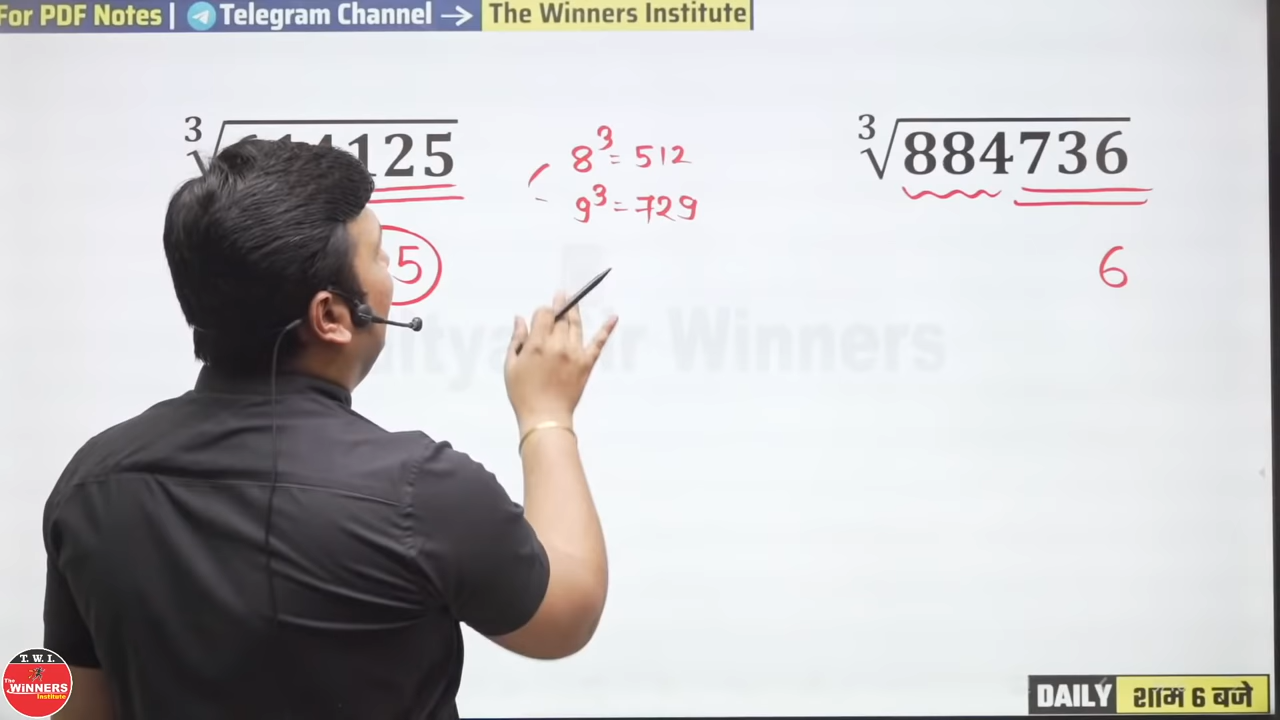 For PDF Notes | Telegram Channel → The Winners Institute
3√ 125
8³ = 512
9³ = 729
5
3√884736
6
Winners
T. W. I.
The WiNNERS Institute
DAILY शाम 6 बजे